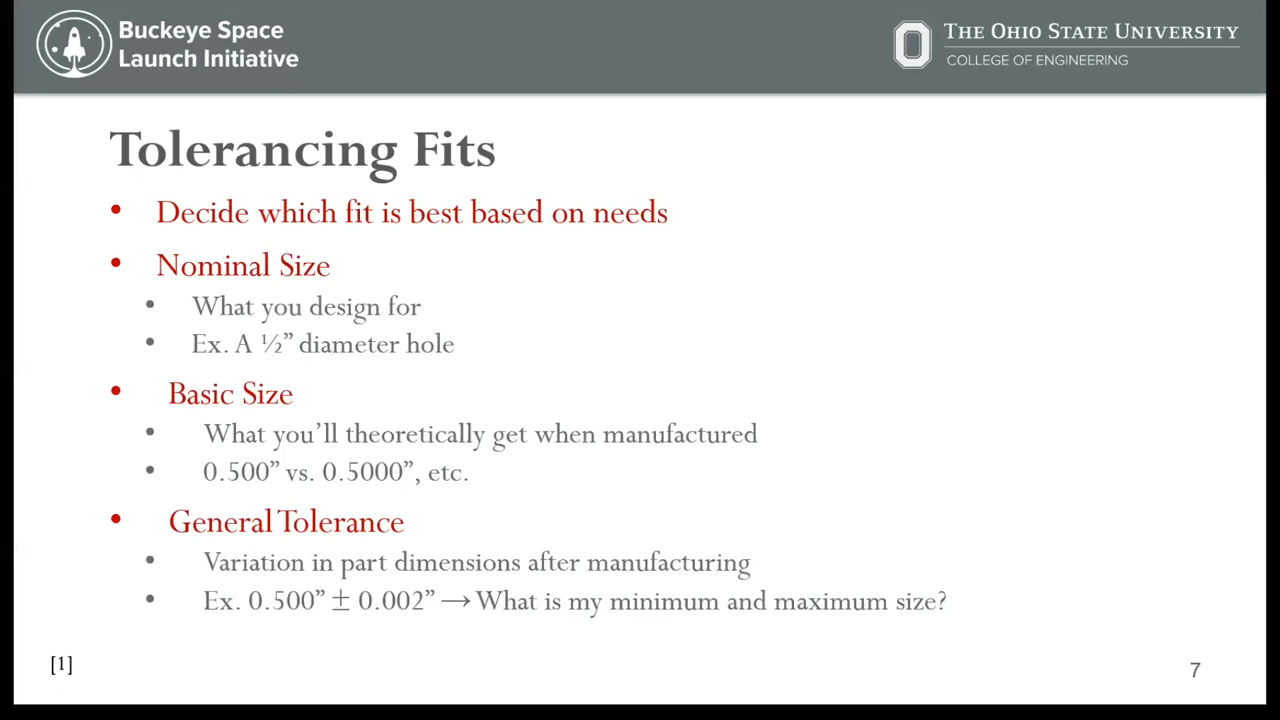 Buckeye Space
Launch Initiative
THE OHIO STATE UNIVERSITY
COLLEGE OF ENGINEERING
Tolerancing Fits
• Decide which fit is best based on needs
• Nominal Size
• What you design for
• Ex. A ½” diameter hole
• Basic Size
• What you’ll theoretically get when manufactured
• 0.500” vs. 0.5000”, etc.
• General Tolerance
• Variation in part dimensions after manufacturing
• Ex. 0.500” ± 0.002” → What is my minimum and maximum size?
[1]
7